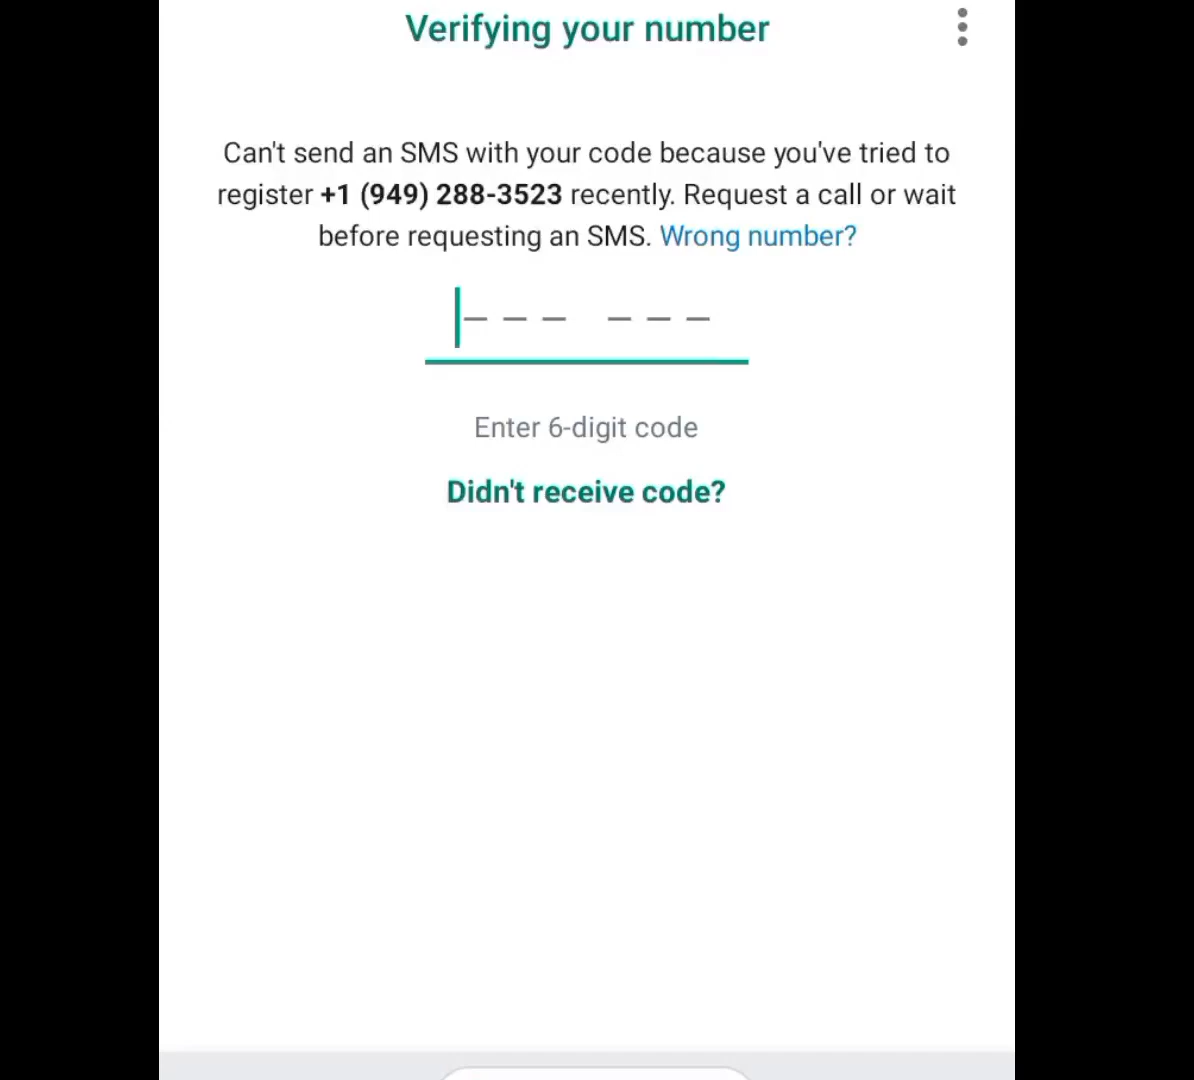 Verifying your number
Can't send an SMS with your code because you've tried to
register +1 (949) 288-3523 recently. Request a call or wait
before requesting an SMS. Wrong number?
Enter 6-digit code
Didn't receive code?